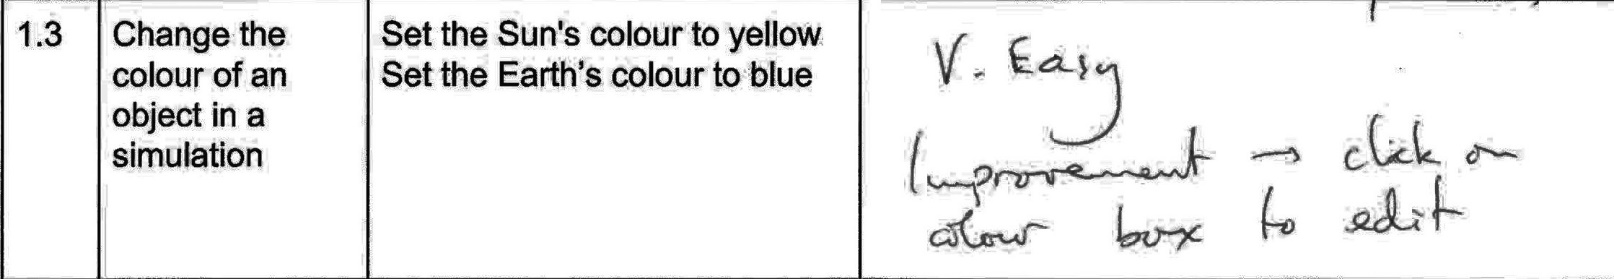 1.3
Change the
colour of an
object in a
simulation
Set the Sun's colour to yellow
Set the Earth's colour to blue
V. Easy
Improvement → click on
colour box to edit